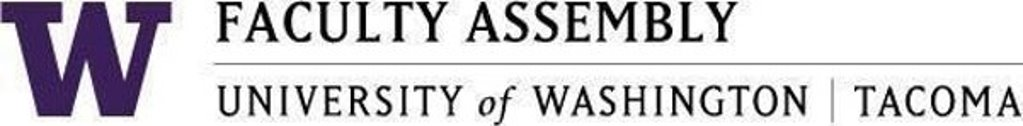 W
FACULTY ASSEMBLY
UNIVERSITY of WASHINGTON | TACOMA